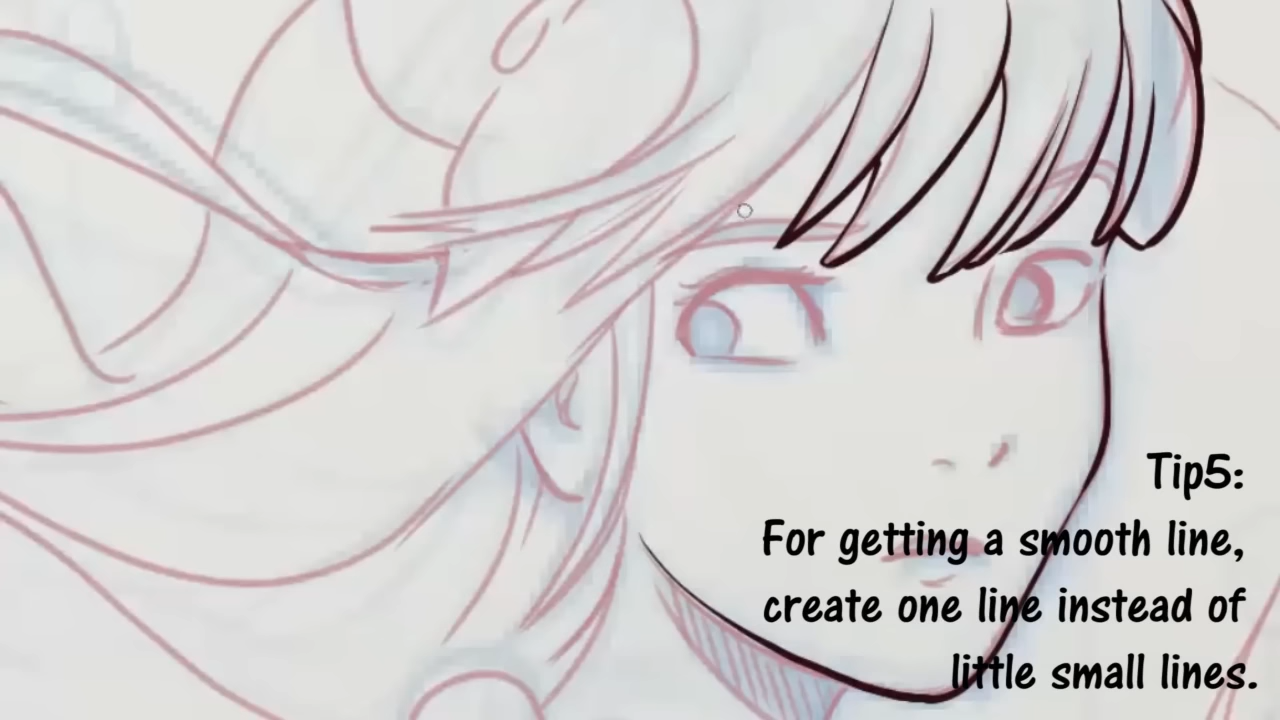 Tip5:
For getting a smooth line,
create one line instead of
little small lines.